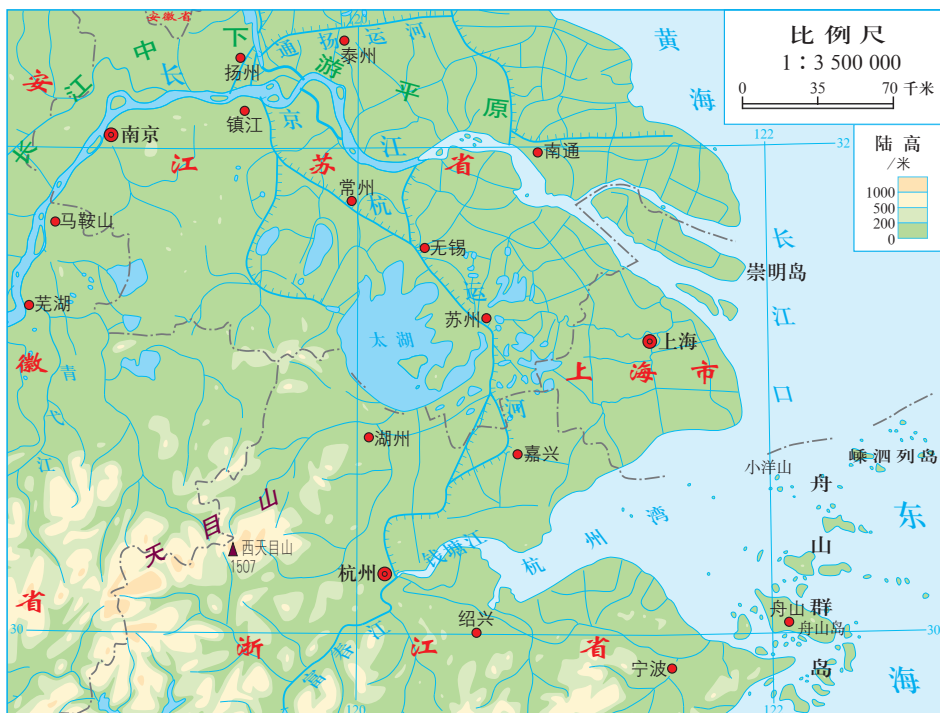 安徽省
比例尺
1∶3 500 000
0 35 70 千米
陆高
/米
1000
500
200
0
黄海
长江中下游平原
通扬运河
扬州
泰州
120
122
32
安徽省
长江
镇江
南京
江苏省
南通
京杭运河
常州
马鞍山
无锡
长江口
崇明岛
芜湖
苏州
太湖
上海
上海市
青弋江
湖州
嘉兴
小洋山
嵊泗列岛
舟山群岛
东海
天目山
西天目山
1507
钱塘江
杭州湾
杭州
绍兴
舟山
舟山岛
30
30
浙江省
富春江
宁波
120
122